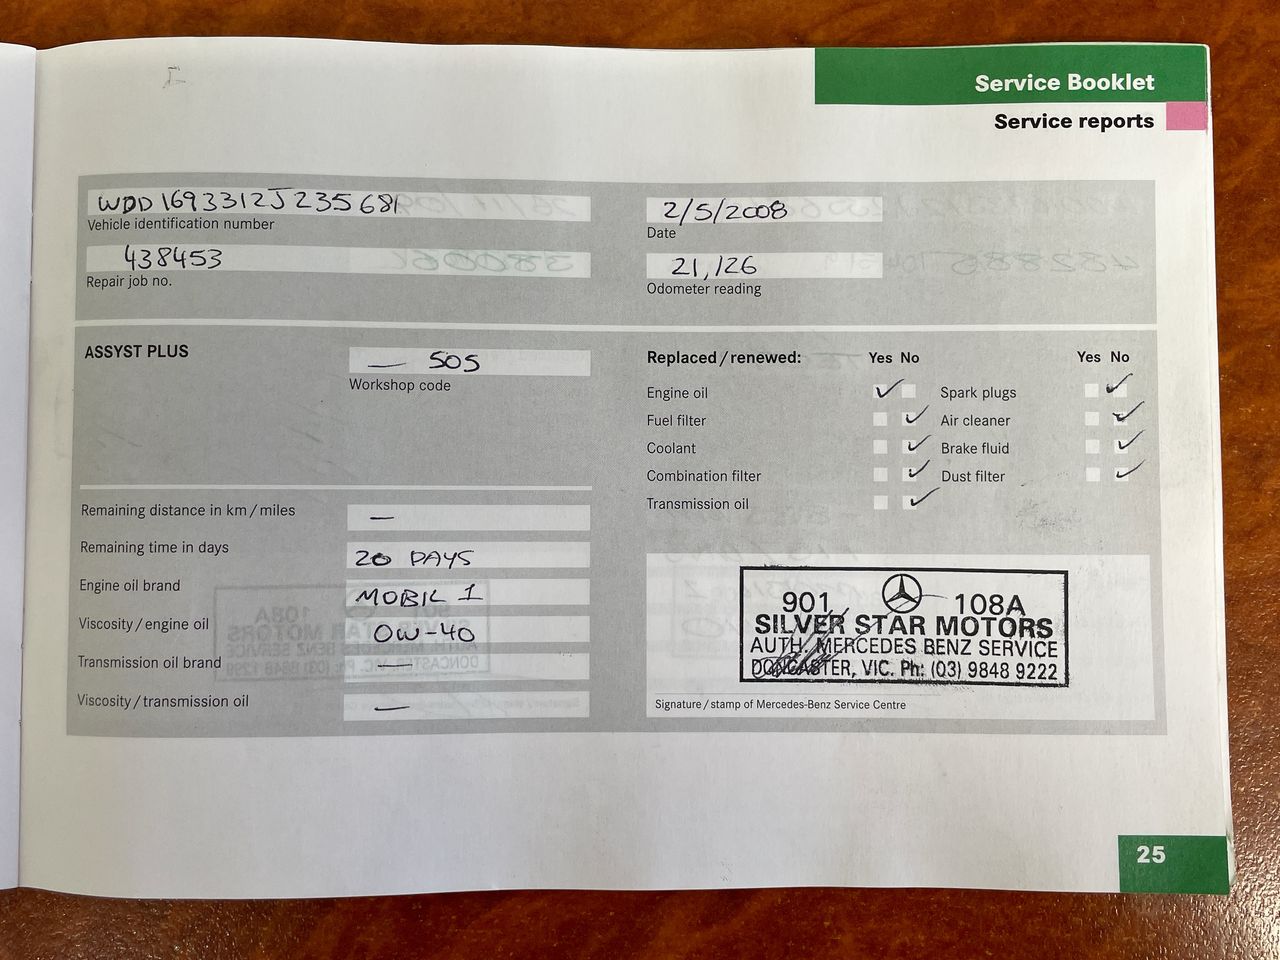 Service Booklet
Service reports
WDD1693312J235681
Vehicle identification number
2/5/2008
Date
438453
Repair job no.
21,126
Odometer reading
ASSYST PLUS
— 505
Workshop code
Replaced/renewed: Yes No Yes No
Engine oil Spark plugs
Fuel filter Air cleaner
Coolant Brake fluid
Combination filter Dust filter
Transmission oil
Remaining distance in km/miles —
Remaining time in days 20 DAYS
Engine oil brand MOBIL 1
Viscosity/engine oil 0W-40
Transmission oil brand —
Viscosity/transmission oil —
901 108A
SILVER STAR MOTORS
AUTH. MERCEDES BENZ SERVICE
DONCASTER, VIC. Ph: (03) 9848 9222
Signature/stamp of Mercedes-Benz Service Centre
25